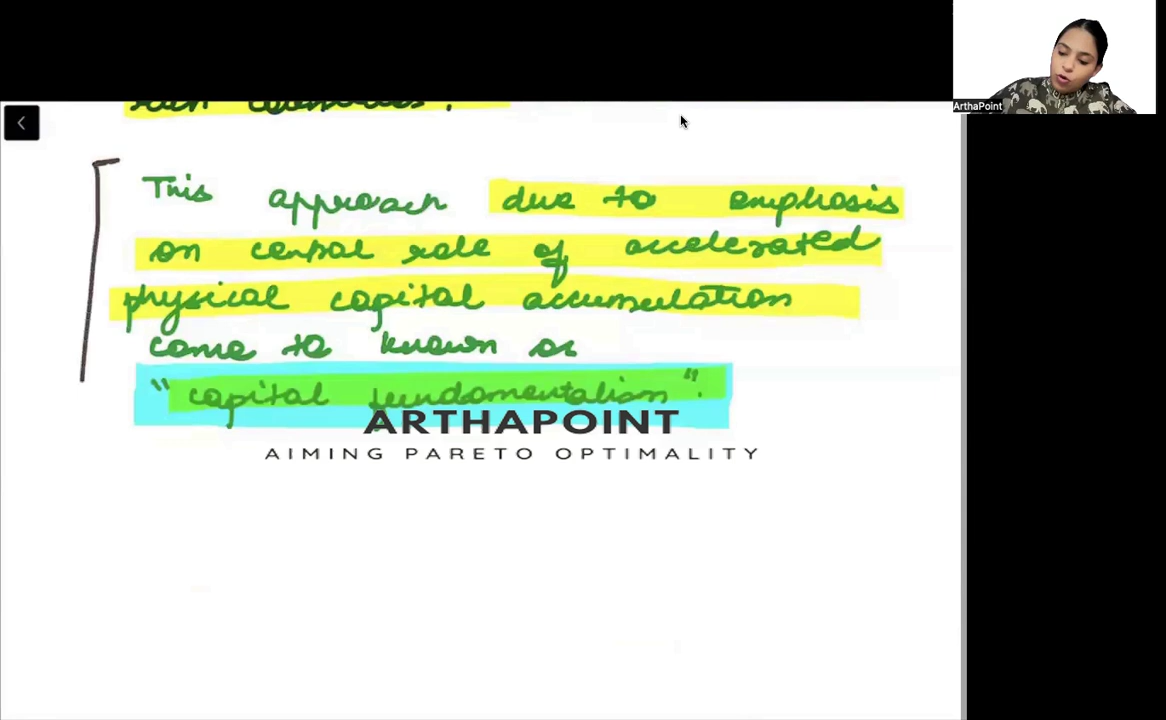 This approach due to emphasis
on central role of accelerated
physical capital accumulation
come to known as
"capital fundamentalism".
ARTHAPOINT
AIMING PARETO OPTIMALITY
ArthaPoint